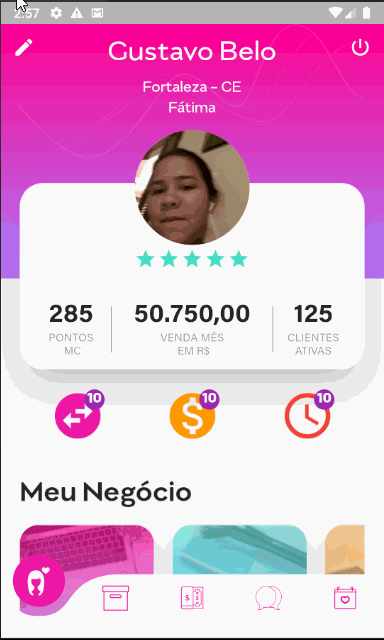 2:57
Gustavo Belo
Fortaleza - CE
Fátima
285 50.750,00 125
PONTOS VENDA MÊS CLIENTES
MC EM R$ ATIVAS
10 10 10
$
Meu Negócio
$